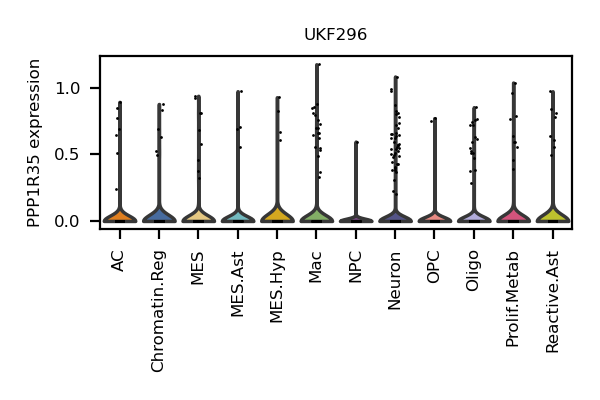 UKF296
PPP1R35 expression
1.0
0.5
0.0
AC
Chromatin.Reg
MES
MES.Ast
MES.Hyp
Mac
NPC
Neuron
OPC
Oligo
Prolif.Metab
Reactive.Ast